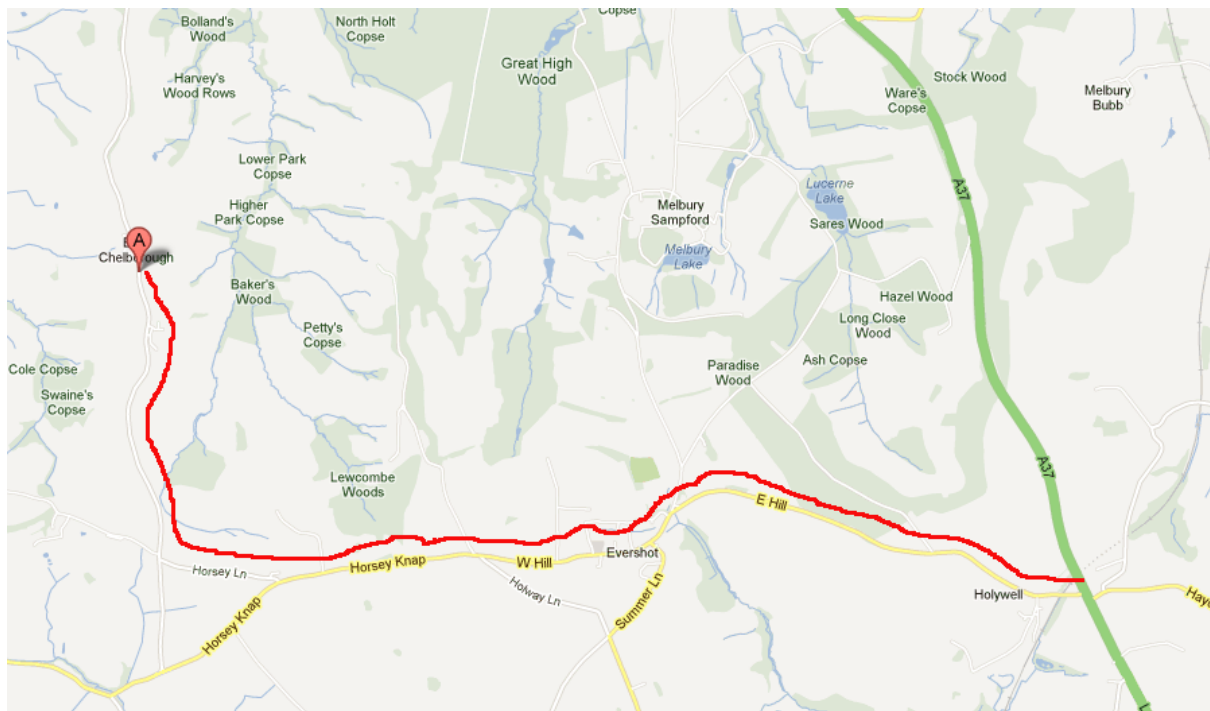 Bolland's
Wood
North Holt
Copse
Copse
Great High
Wood
Harvey's
Wood Rows
Stock Wood
Ware's
Copse
Melbury
Bubb
Lower Park
Copse
A37
Lucerne
Lake
Higher
Park Copse
Melbury
Sampford
Sares Wood
A
Chelborough
Melbury
Lake
Baker's
Wood
Hazel Wood
Petty's
Copse
Long Close
Wood
Cole Copse
Paradise
Wood
Ash Copse
Swaine's
Copse
A37
Lewcombe
Woods
E Hill
Evershot
Horsey Knap
W Hill
Horsey Ln
Holway Ln
Summer Ln
Holywell
Horsey Knap